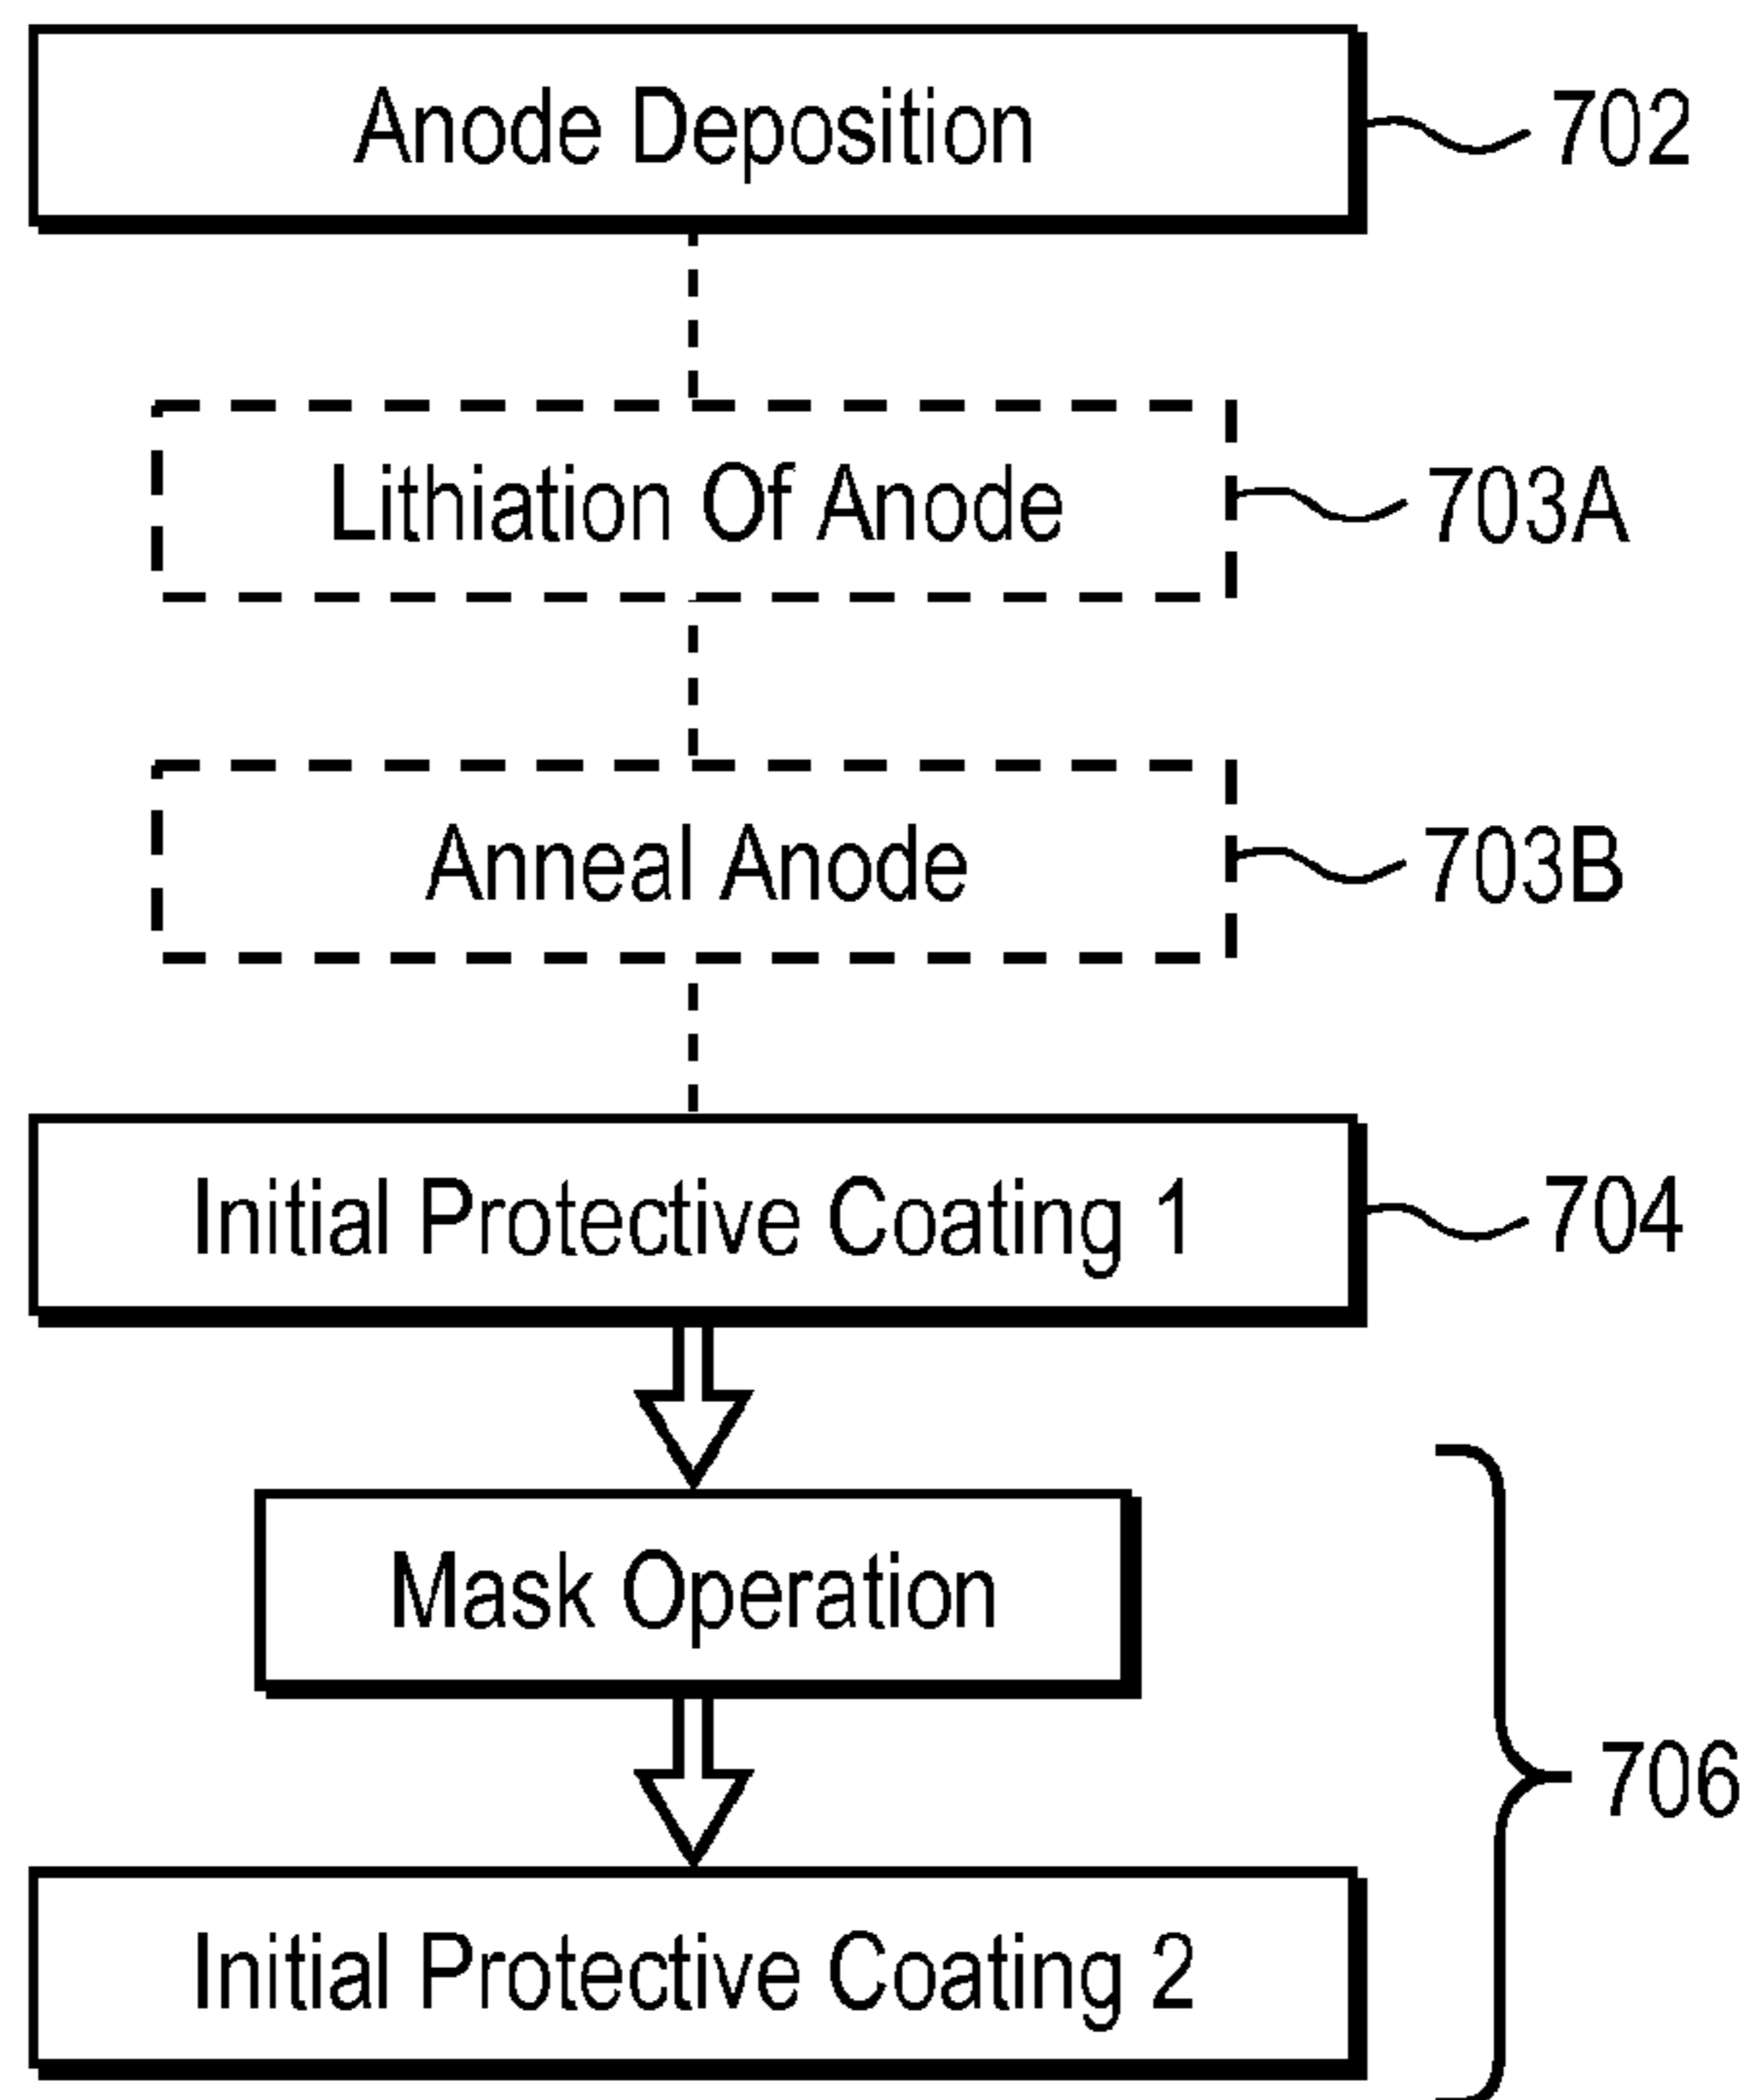 Anode Deposition
702
Lithiation Of Anode
703A
Anneal Anode
703B
Initial Protective Coating 1
704
Mask Operation
706
Initial Protective Coating 2